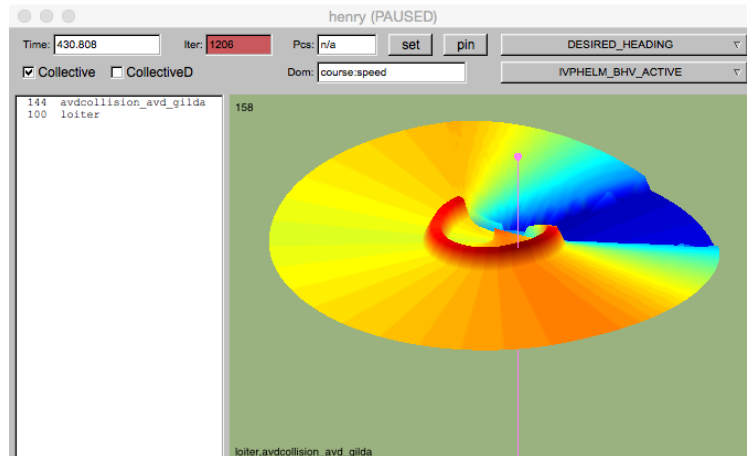 henry (PAUSED)
Time: 430.808 Iter: 1206 Pcs: n/a set pin DESIRED_HEADING
Collective CollectiveD Dom: course:speed IVPHELM_BHV_ACTIVE
144 avdcollision_avd_gilda
100 loiter
158
loiter,avdcollision_avd_gilda